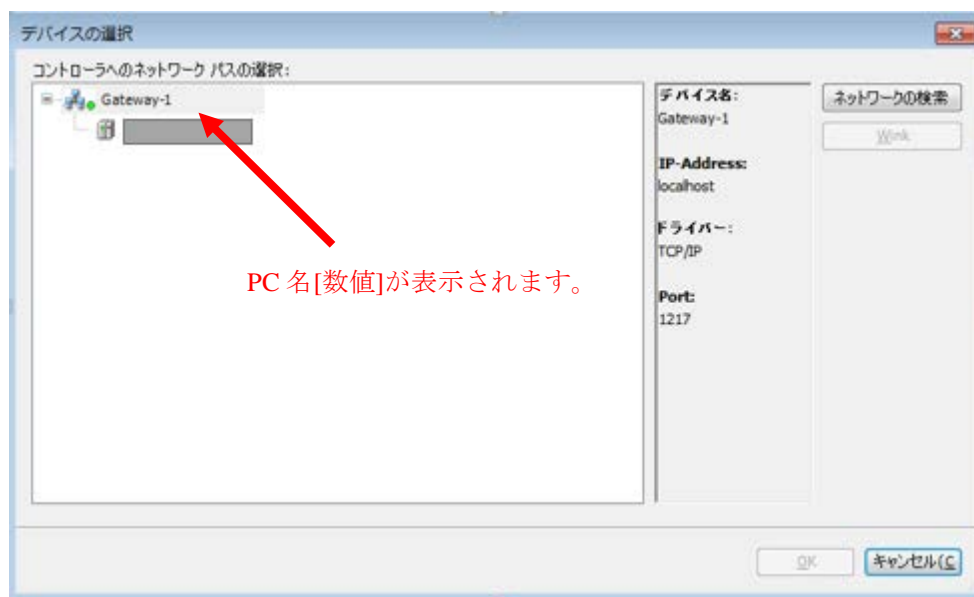 デバイスの選択
コントローラへのネットワーク パスの選択:
Gateway-1
デバイス名:
Gateway-1
IP-Address:
localhost
ドライバー:
TCP/IP
Port:
1217
ネットワークの検索
Wink
PC 名[数値]が表示されます。
OK
キャンセル(C